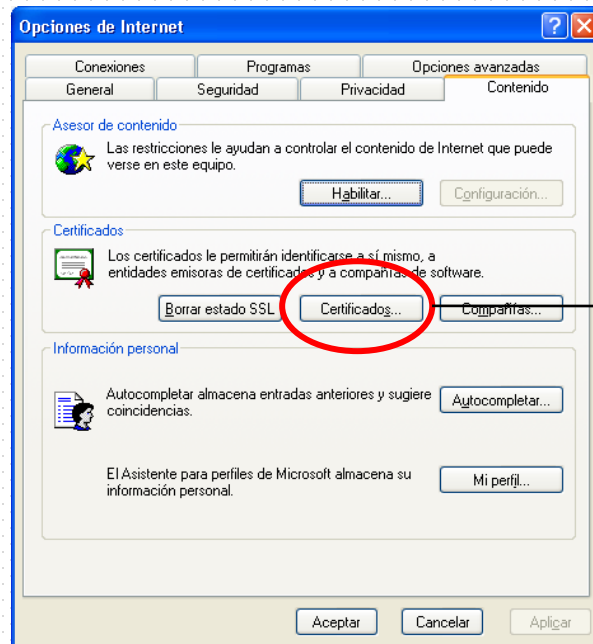 Opciones de Internet
Conexiones Programas Opciones avanzadas
General Seguridad Privacidad Contenido
Asesor de contenido
Las restricciones le ayudan a controlar el contenido de Internet que puede
verse en este equipo.
Habilitar... Configuración...
Certificados
Los certificados le permitirán identificarse a sí mismo, a
entidades emisoras de certificados y a compañías de software.
Borrar estado SSL Certificados... Compañías...
Información personal
Autocompletar almacena entradas anteriores y sugiere
coincidencias.
Autocompletar...
El Asistente para perfiles de Microsoft almacena su
información personal.
Mi perfil...
Aceptar Cancelar Aplicar